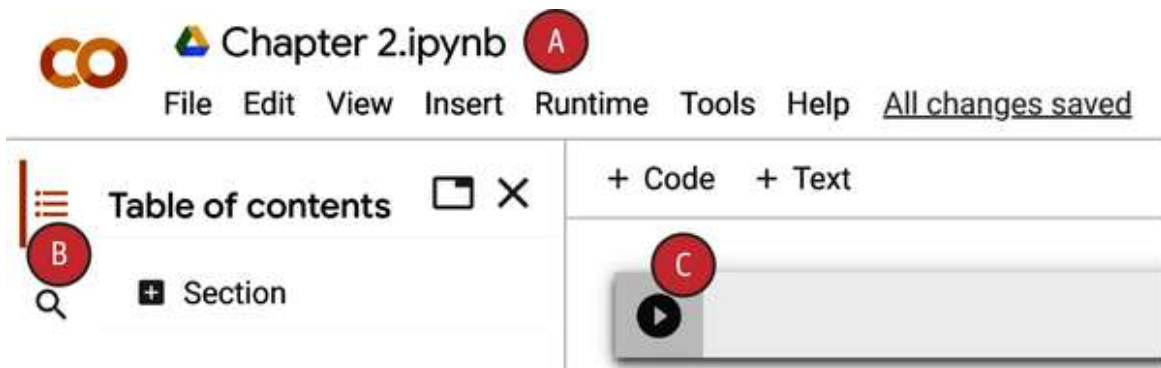 CO Chapter 2.ipynb A
File Edit View Insert Runtime Tools Help All changes saved
Table of contents
+ Code + Text
B
C
Section